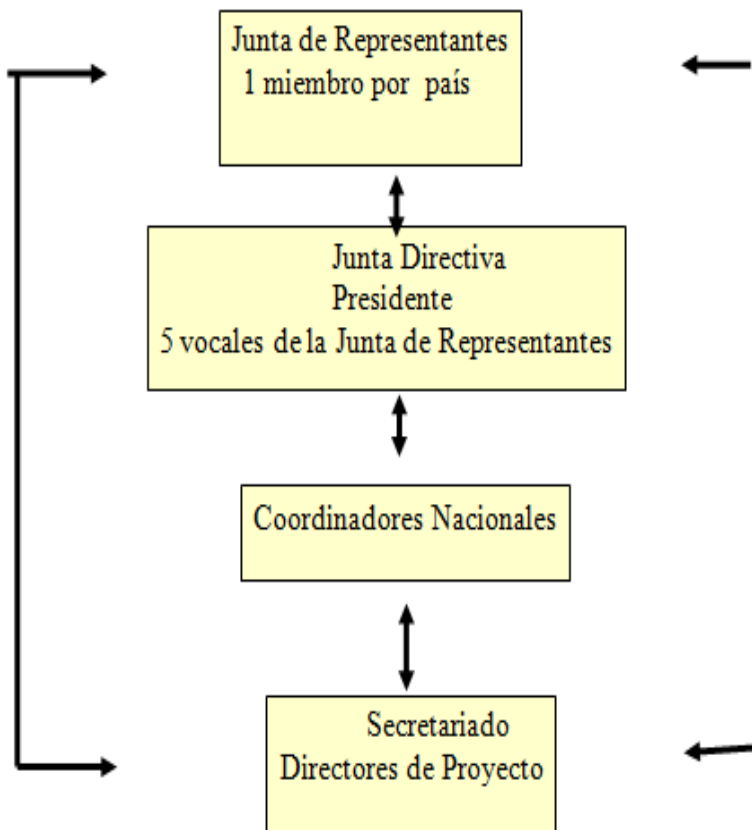 Junta de Representantes
1 miembro por país
Junta Directiva
Presidente
5 vocales de la Junta de Representantes
Coordinadores Nacionales
Secretariado
Directores de Proyecto